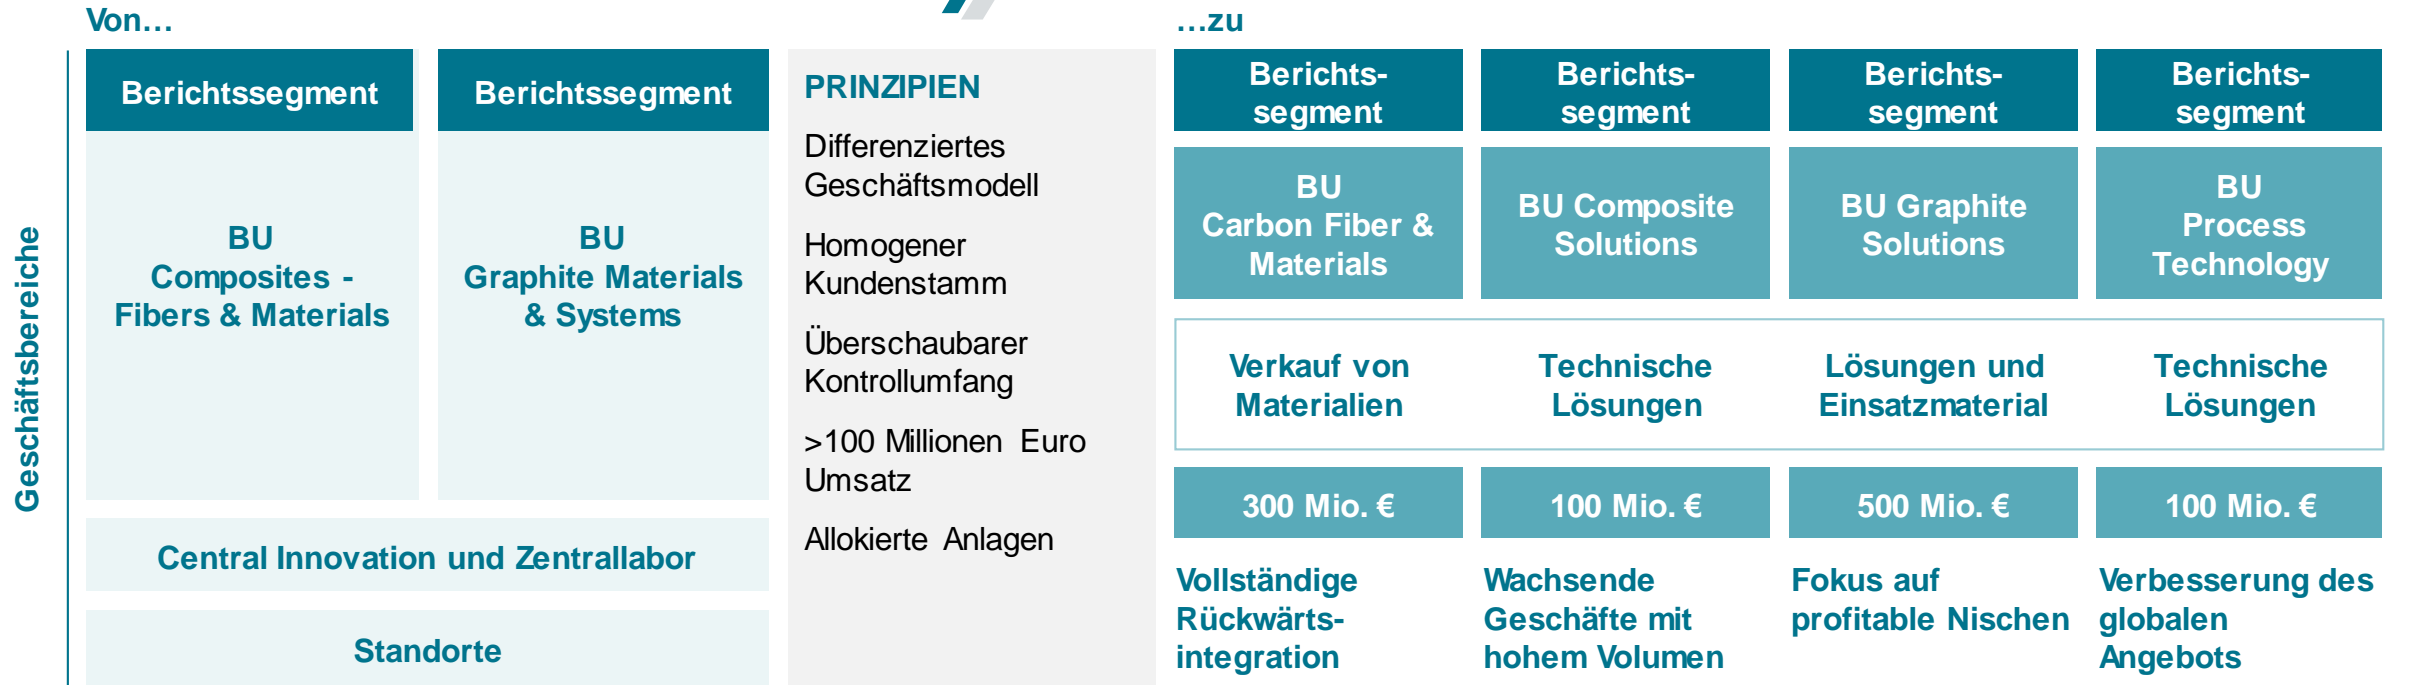 Von…
…zu
Geschäftsbereiche
Berichtssegment
BU
Composites -
Fibers & Materials
Berichtssegment
BU
Graphite Materials
& Systems
Central Innovation und Zentrallabor
Standorte
PRINZIPIEN
Differenziertes
Geschäftsmodell
Homogener
Kundenstamm
Überschaubarer
Kontrollumfang
>100 Millionen Euro
Umsatz
Allokierte Anlagen
Berichts-
segment
BU
Carbon Fiber &
Materials
Verkauf von
Materialien
300 Mio. €
Vollständige
Rückwärts-
integration
Berichts-
segment
BU Composite
Solutions
Technische
Lösungen
100 Mio. €
Wachsende
Geschäfte mit
hohem Volumen
Berichts-
segment
BU Graphite
Solutions
Lösungen und
Einsatzmaterial
500 Mio. €
Fokus auf
profitable Nischen
Berichts-
segment
BU
Process
Technology
Technische
Lösungen
100 Mio. €
Verbesserung des
globalen
Angebots